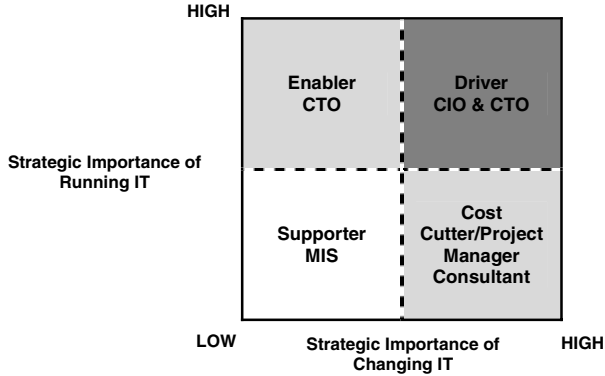 HIGH
Enabler
CTO
Driver
CIO & CTO
Strategic Importance of
Running IT
Supporter
MIS
Cost
Cutter/Project
Manager
Consultant
LOW
Strategic Importance of
Changing IT
HIGH